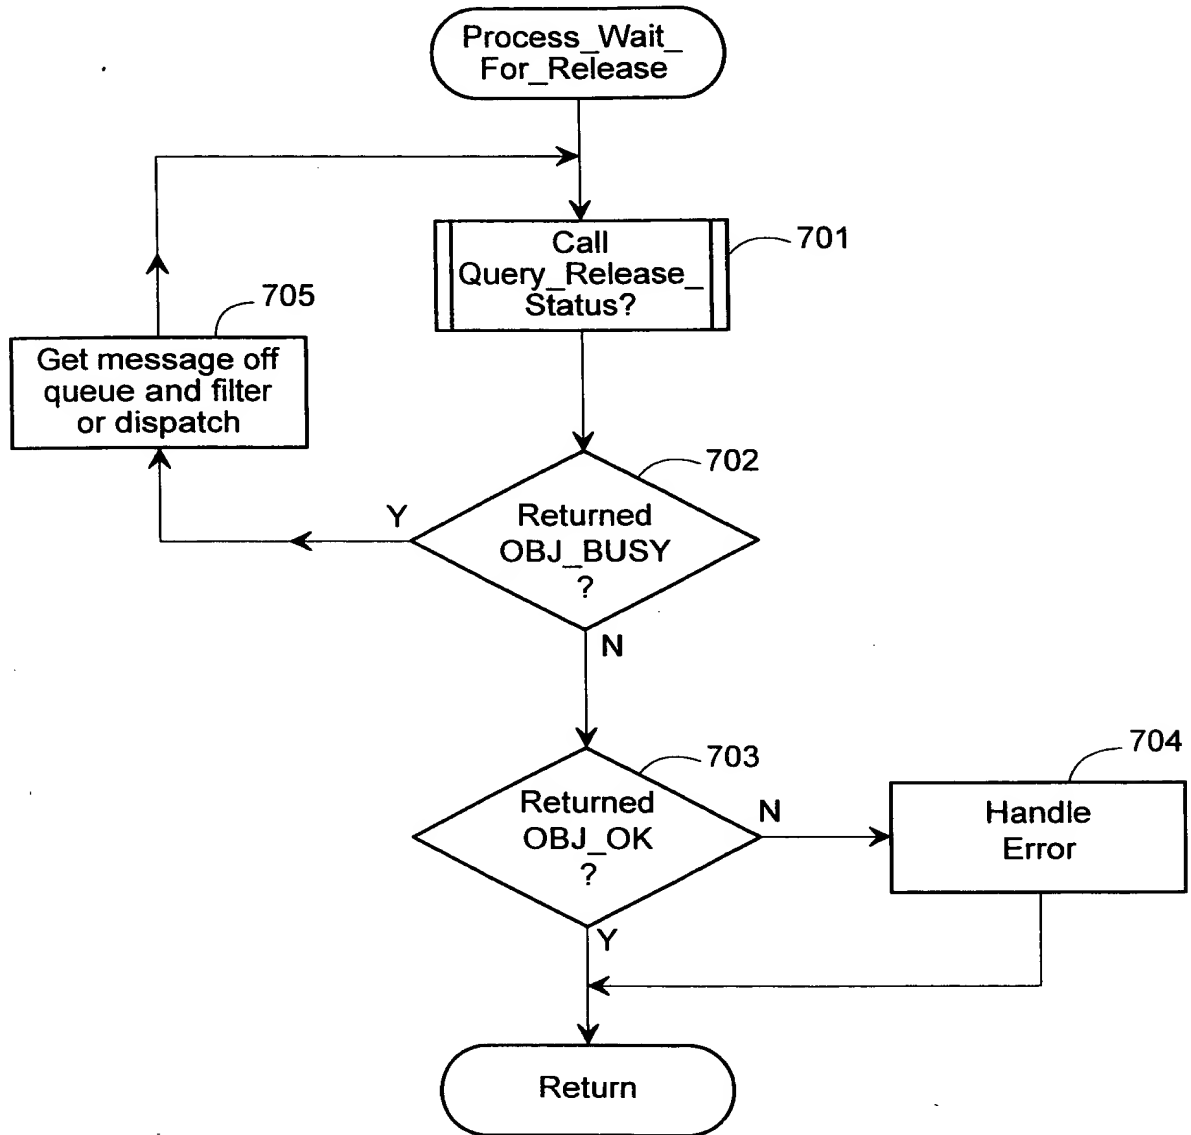 Process_Wait_
For_Release
Call
Query_Release_
Status?
701
705
Get message off
queue and filter
or dispatch
702
Y
Returned
OBJ_BUSY
?
N
703
Returned
OBJ_OK
?
N
704
Handle
Error
Y
Return